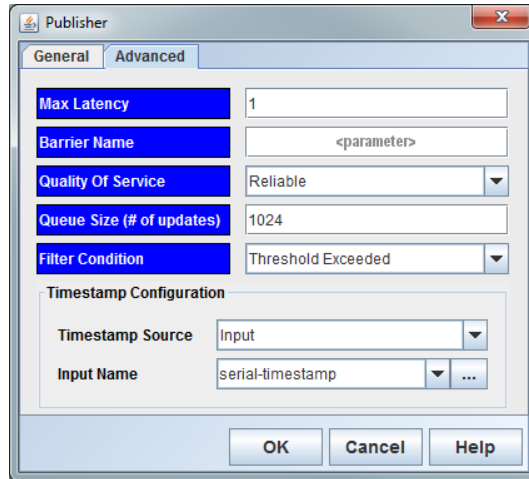 Publisher
General Advanced
Max Latency 1
Barrier Name <parameter>
Quality Of Service Reliable
Queue Size (# of updates) 1024
Filter Condition Threshold Exceeded
Timestamp Configuration
Timestamp Source Input
Input Name serial-timestamp ...
OK Cancel Help